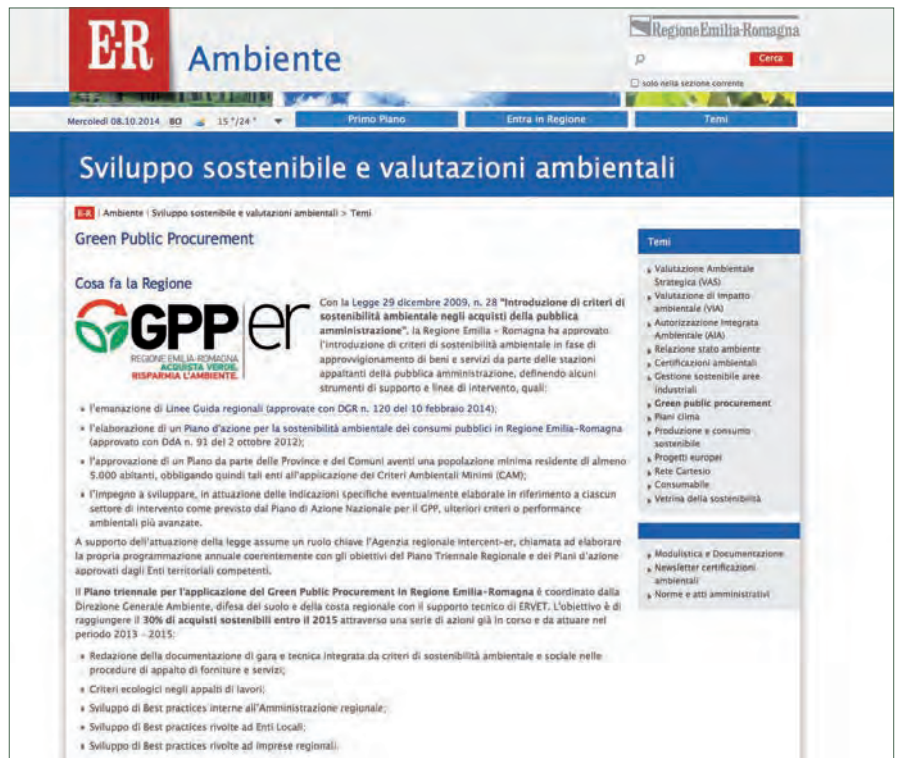 E-R
Ambiente
RegioneEmilia-Romagna
Cerca
solo nella sezione corrente
Mercoledì 08.10.2014 BO 15°/24°
Primo Piano
Entra in Regione
Temi
Sviluppo sostenibile e valutazioni ambientali
E-R | Ambiente | Sviluppo sostenibile e valutazioni ambientali > Temi
Green Public Procurement
Cosa fa la Regione
GPPer
REGIONE EMILIA-ROMAGNA
ACQUISTA VERDE.
RISPARMIA L'AMBIENTE.
Con la Legge 29 dicembre 2009, n. 28 "Introduzione di criteri di
sostenibilità ambientale negli acquisti della pubblica
amministrazione", la Regione Emilia - Romagna ha approvato
l'introduzione di criteri di sostenibilità ambientale in fase di
approvvigionamento di beni e servizi da parte delle stazioni
appaltanti della pubblica amministrazione, definendo alcuni
strumenti di supporto e linee di intervento, quali:
l'emanazione di Linee Guida regionali (approvate con DGR n. 120 del 10 febbraio 2014);
l'elaborazione di un Piano d'azione per la sostenibilità ambientale dei consumi pubblici in Regione Emilia-Romagna
(approvato con DdA n. 91 del 2 ottobre 2012);
l'approvazione di un Piano da parte delle Province e dei Comuni aventi una popolazione minima residente di almeno
5.000 abitanti, obbligando quindi tali enti all'applicazione dei Criteri Ambientali Minimi (CAM);
l'impegno a sviluppare, in attuazione delle indicazioni specifiche eventualmente elaborate in riferimento a ciascun
settore di intervento come previsto dal Piano di Azione Nazionale per il GPP, ulteriori criteri o performance
ambientali più avanzate.
A supporto dell'attuazione della legge assume un ruolo chiave l'Agenzia regionale Intercent-er, chiamata ad elaborare
la propria programmazione annuale coerentemente con gli obiettivi del Piano Triennale Regionale e dei Piani d'azione
approvati dagli Enti territoriali competenti.
Il Piano triennale per l'applicazione del Green Public Procurement in Regione Emilia-Romagna è coordinato dalla
Direzione Generale Ambiente, difesa del suolo e della costa regionale con il supporto tecnico di ERVET. L'obiettivo è di
raggiungere il 30% di acquisti sostenibili entro il 2015 attraverso una serie di azioni già in corso e da attuare nel
periodo 2013 - 2015:
Redazione della documentazione di gara e tecnica integrata da criteri di sostenibilità ambientale e sociale nelle
procedure di appalto di forniture e servizi;
Criteri ecologici negli appalti di lavori;
Sviluppo di Best practices interne all'Amministrazione regionale;
Sviluppo di Best practices rivolte ad Enti Locali;
Sviluppo di Best practices rivolte ad imprese regionali.
Temi
Valutazione Ambientale
Strategica (VAS)
Valutazione di impatto
ambientale (VIA)
Autorizzazione Integrata
Ambientale (AIA)
Relazione stato ambiente
Certificazioni ambientali
Gestione sostenibile aree
industriali
Green public procurement
Piani clima
Produzione e consumo
sostenibile
Progetti europei
Rete Cartesio
Consumabile
Vetrina della sostenibilità
Modulistica e Documentazione
Newsletter certificazioni
ambientali
Norme e atti amministrativi